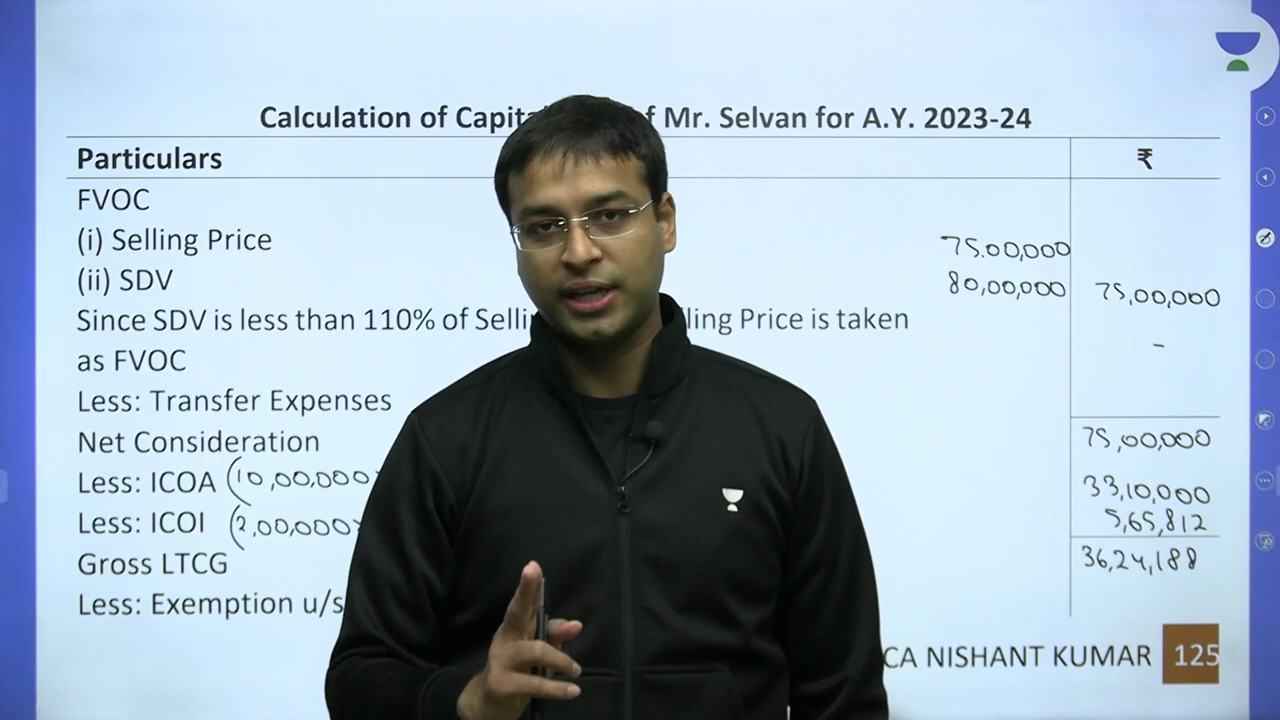 Calculation of Capita f Mr. Selvan for A.Y. 2023-24
Particulars ₹
FVOC
(i) Selling Price 75,00,000
(ii) SDV 80,00,000 75,00,000
Since SDV is less than 110% of Selli lling Price is taken
as FVOC -
Less: Transfer Expenses
Net Consideration 75,00,000
Less: ICOA (10,00,000 33,10,000
Less: ICOI (2,00,000 5,65,812
Gross LTCG 36,24,188
Less: Exemption u/s
CA NISHANT KUMAR 125